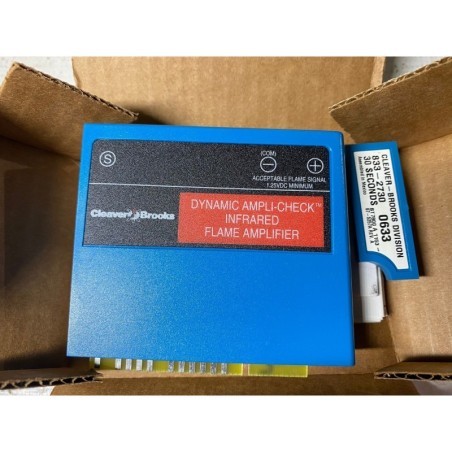 S
(COM)
− +
ACCEPTABLE FLAME SIGNAL
1.25VDC MINIMUM
Cleaver Brooks
DYNAMIC AMPLI-CHECK™
INFRARED
FLAME AMPLIFIER
CLEAVER - BROOKS DIVISION
833 - 2730 0633
30 SECONDS